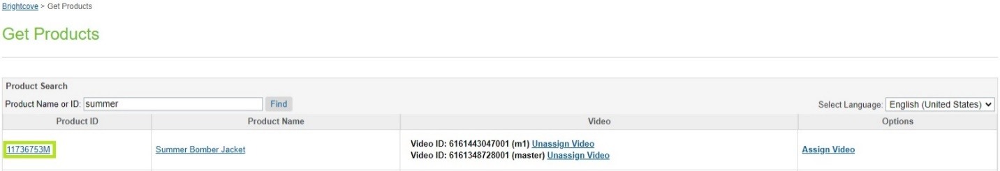 Brightcove > Get Products
Get Products
Product Search
Product Name or ID: summer Find Select Language: English (United States)
Product ID Product Name Video Options
11736753M Summer Bomber Jacket Video ID: 6161443047001 (m1) Unassign Video Assign Video
Video ID: 6161348728001 (master) Unassign Video